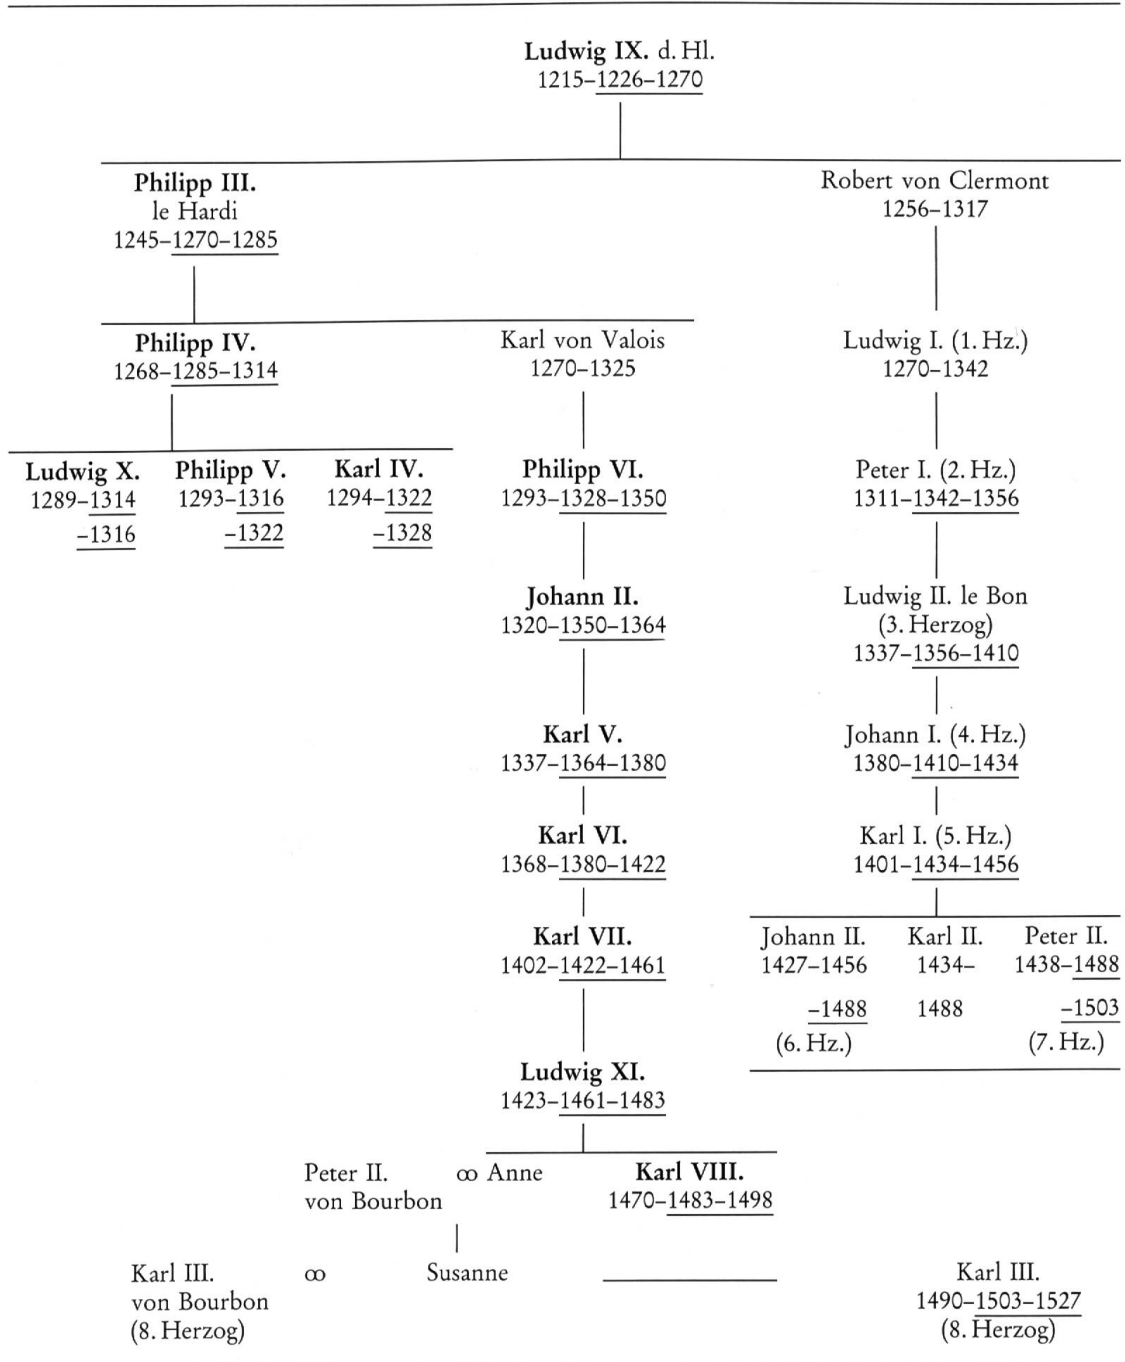 Ludwig IX. d. Hl.
1215–1226–1270
Philipp III.
le Hardi
1245–1270–1285
Robert von Clermont
1256–1317
Philipp IV.
1268–1285–1314
Karl von Valois
1270–1325
Ludwig I. (1. Hz.)
1270–1342
Ludwig X.
1289–1314
–1316
Philipp V.
1293–1316
–1322
Karl IV.
1294–1322
–1328
Philipp VI.
1293–1328–1350
Peter I. (2. Hz.)
1311–1342–1356
Johann II.
1320–1350–1364
Ludwig II. le Bon
(3. Herzog)
1337–1356–1410
Karl V.
1337–1364–1380
Johann I. (4. Hz.)
1380–1410–1434
Karl VI.
1368–1380–1422
Karl I. (5. Hz.)
1401–1434–1456
Karl VII.
1402–1422–1461
Johann II.
1427–1456
–1488
(6. Hz.)
Karl II.
1434–
1488
Peter II.
1438–1488
–1503
(7. Hz.)
Ludwig XI.
1423–1461–1483
Peter II.
von Bourbon
∞ Anne
Karl VIII.
1470–1483–1498
Karl III.
von Bourbon
(8. Herzog)
∞
Susanne
Karl III.
1490–1503–1527
(8. Herzog)